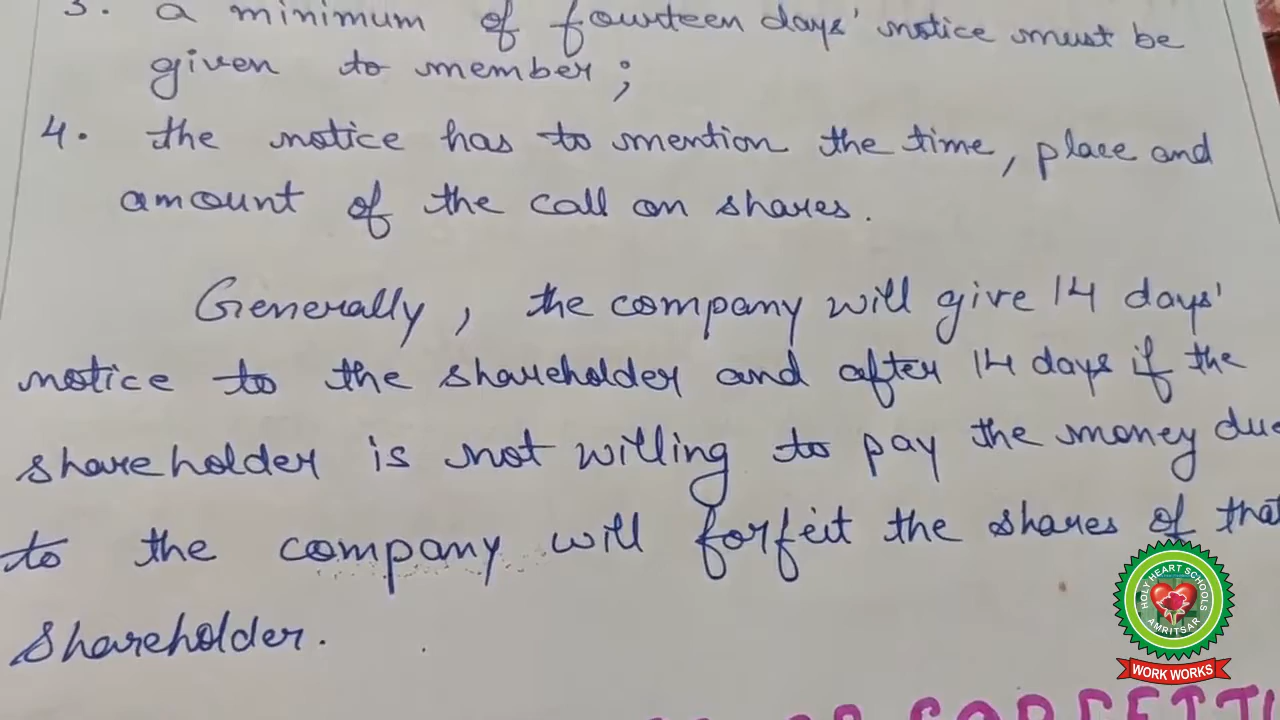 3. a minimum of fourteen days' notice must be
given to member;
4. the notice has to mention the time, place and
amount of the call on shares.
Generally, the company will give 14 days'
notice to the shareholder and after 14 days if the
shareholder is not willing to pay the money due
to the company will forfeit the shares of that
shareholder.
HOLY HEART SCHOOLS
AMRITSAR
WORK WORKS